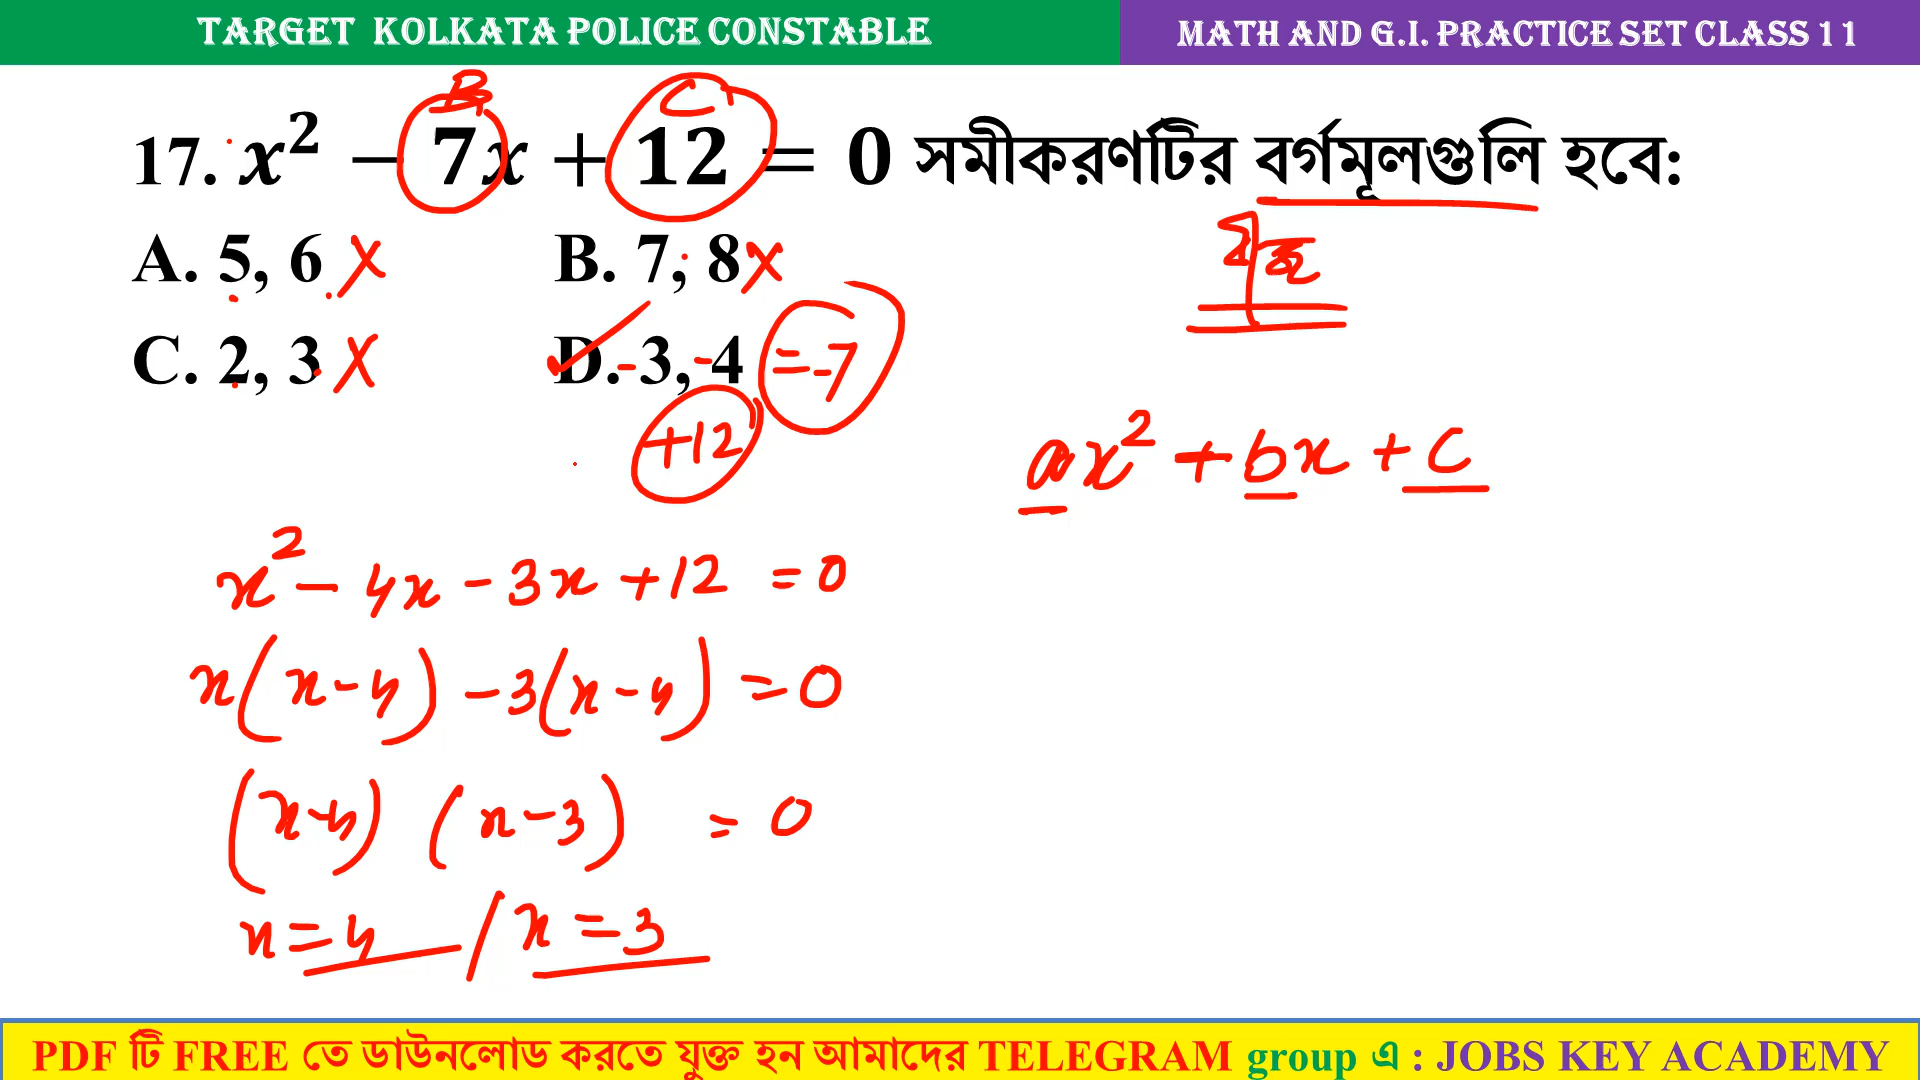 TARGET KOLKATA POLICE CONSTABLE
MATH AND G.I. PRACTICE SET CLASS 11
B C
17. x² − 7x + 12 = 0 সমীকরণটির বর্গমূলগুলি হবে:
A. 5, 6 X B. 7, 8 X
C. 2, 3 X D. -3, -4 = -7
+12
ax² + bx + c
x² - 4x - 3x + 12 = 0
x(x-4) - 3(x-4) = 0
(x-4) (x-3) = 0
x = 4 / x = 3
PDF টি FREE তে ডাউনলোড করতে যুক্ত হন আমাদের TELEGRAM group এ : JOBS KEY ACADEMY